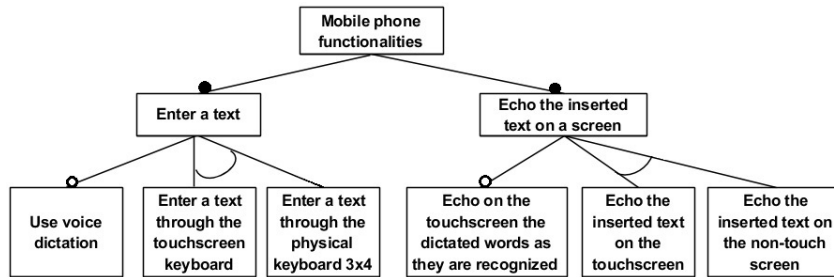 Mobile phone
functionalities
Enter a text
Echo the inserted
text on a screen
Use voice
dictation
Enter a text
through the
touchscreen
keyboard
Enter a text
through the
physical
keyboard 3x4
Echo on the
touchscreen the
dictated words as
they are recognized
Echo the
inserted text
on the
touchscreen
Echo the
inserted text on
the non-touch
screen